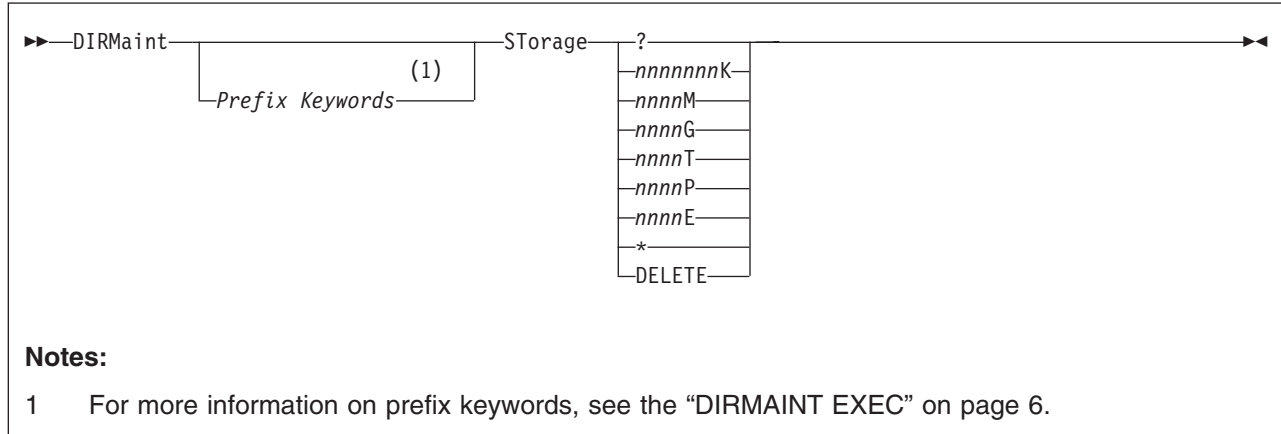 DIRMaint STorage ?
(1) nnnnnnnK
Prefix Keywords nnnnM
nnnnG
nnnnT
nnnnP
nnnnE
*
DELETE
Notes:
1 For more information on prefix keywords, see the “DIRMAINT EXEC” on page 6.